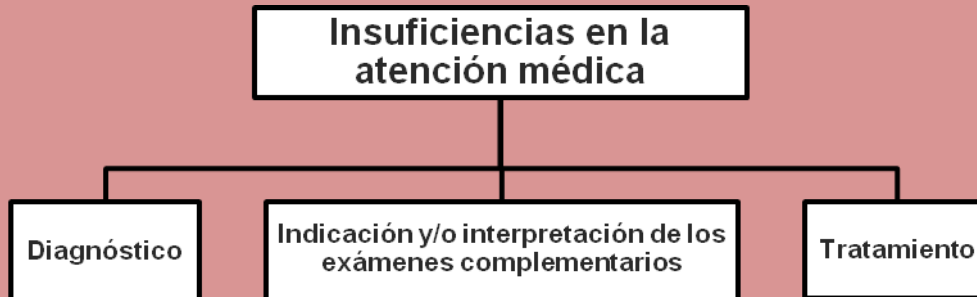 Insuficiencias en la
atención médica
Diagnóstico
Indicación y/o interpretación de los
exámenes complementarios
Tratamiento